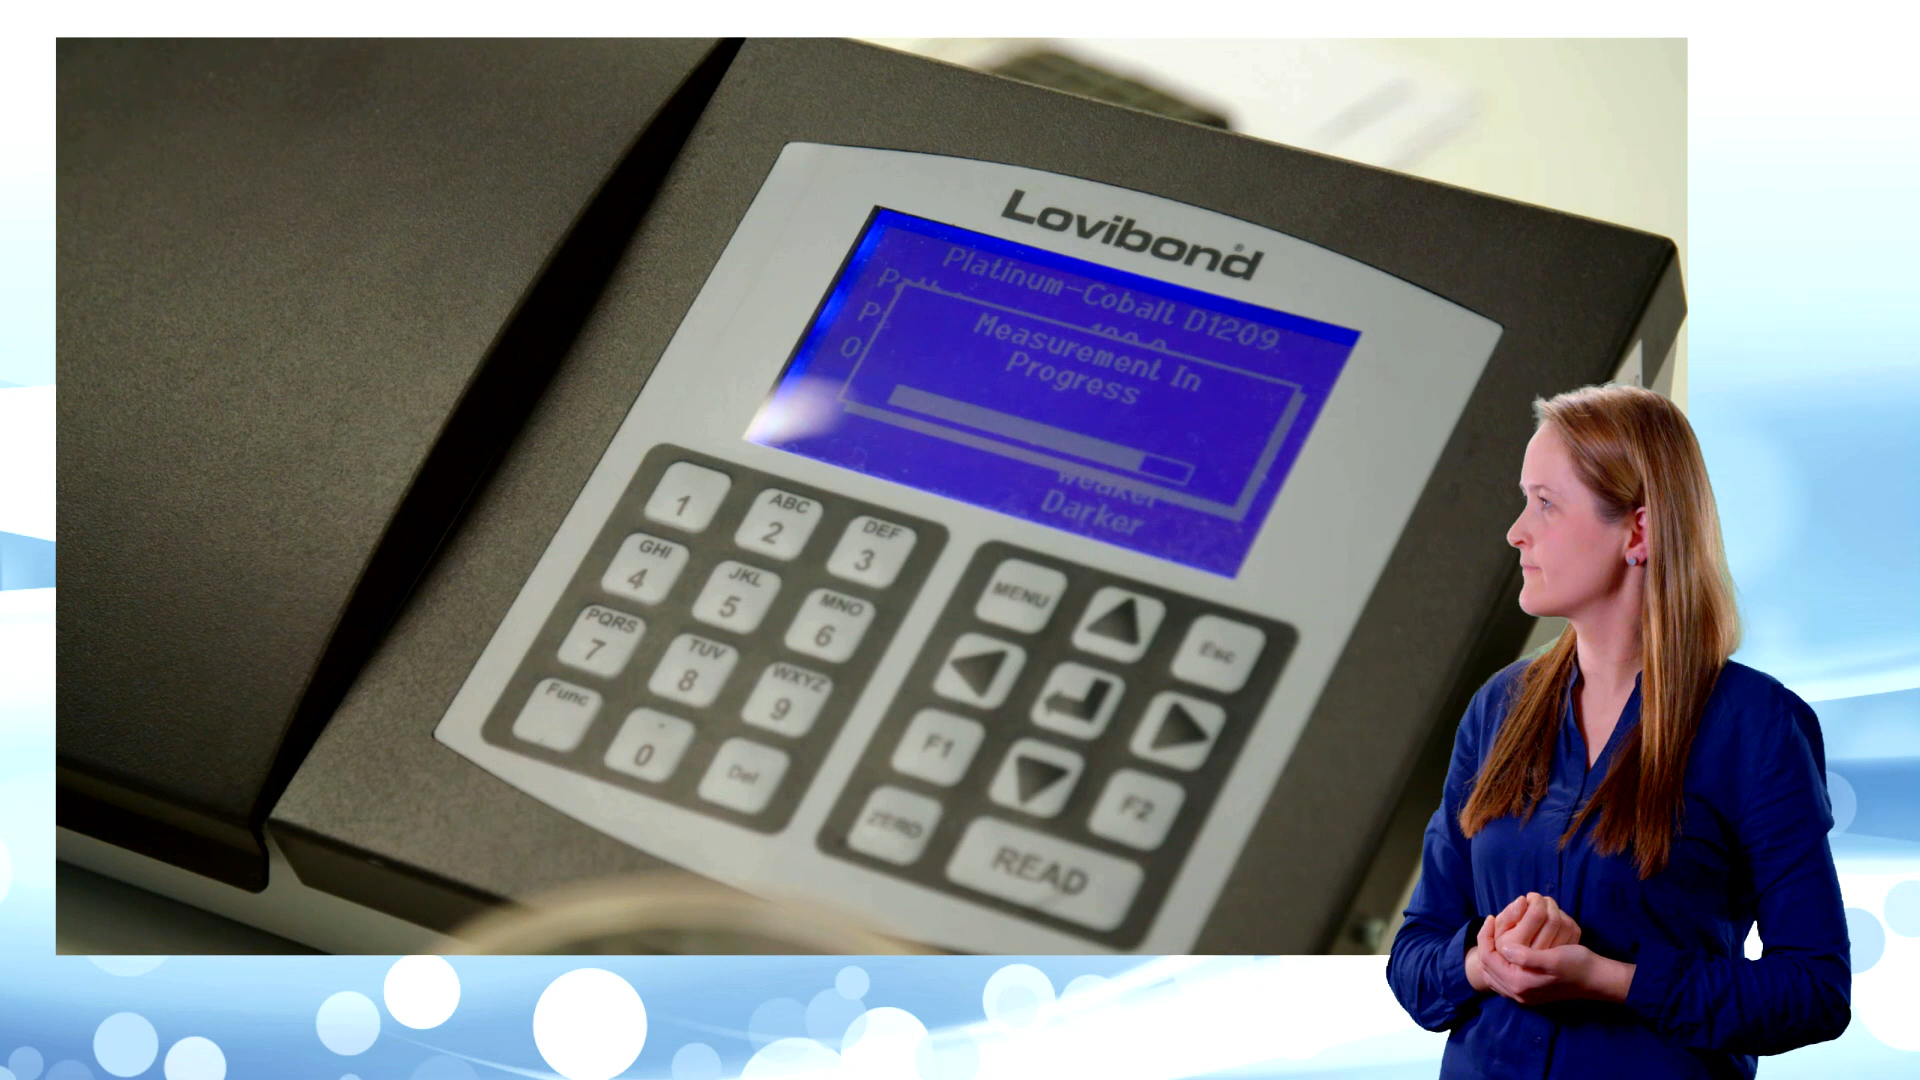 Lovibond®
Platinum-Cobalt D1209
Measurement In
Progress
weaker
Darker
1
ABC
2
DEF
3
GHI
4
JKL
5
MNO
6
PQRS
7
TUV
8
WXYZ
9
Func
0
Del
MENU
Esc
F1
F2
ZERO
READ